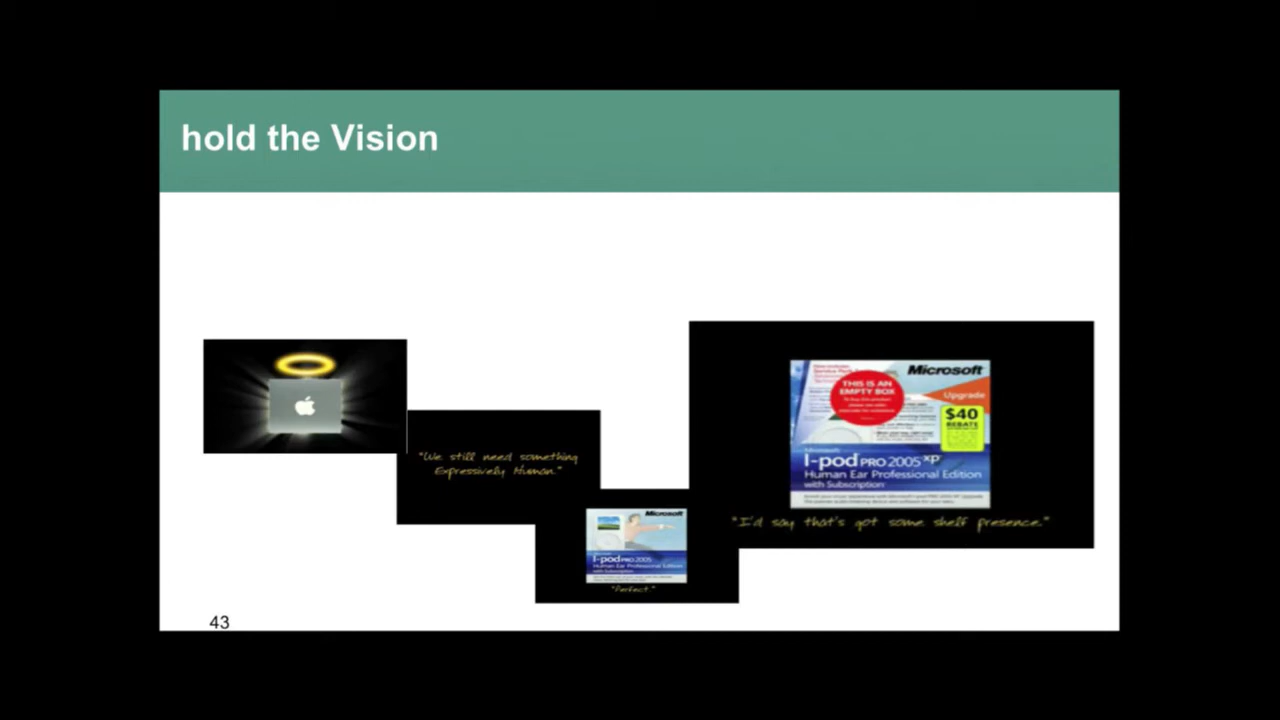 hold the Vision
"We still need something
Expressively Human."
Microsoft
I-pod PRO 2005
Human Ear Professional Edition
with Subscription
"Perfect."
Microsoft
THIS IS AN
EMPTY BOX
Upgrade
$40
REBATE
I-pod PRO 2005 xp
Human Ear Professional Edition
with Subscription
"I'd say that's got some shelf presence."
43